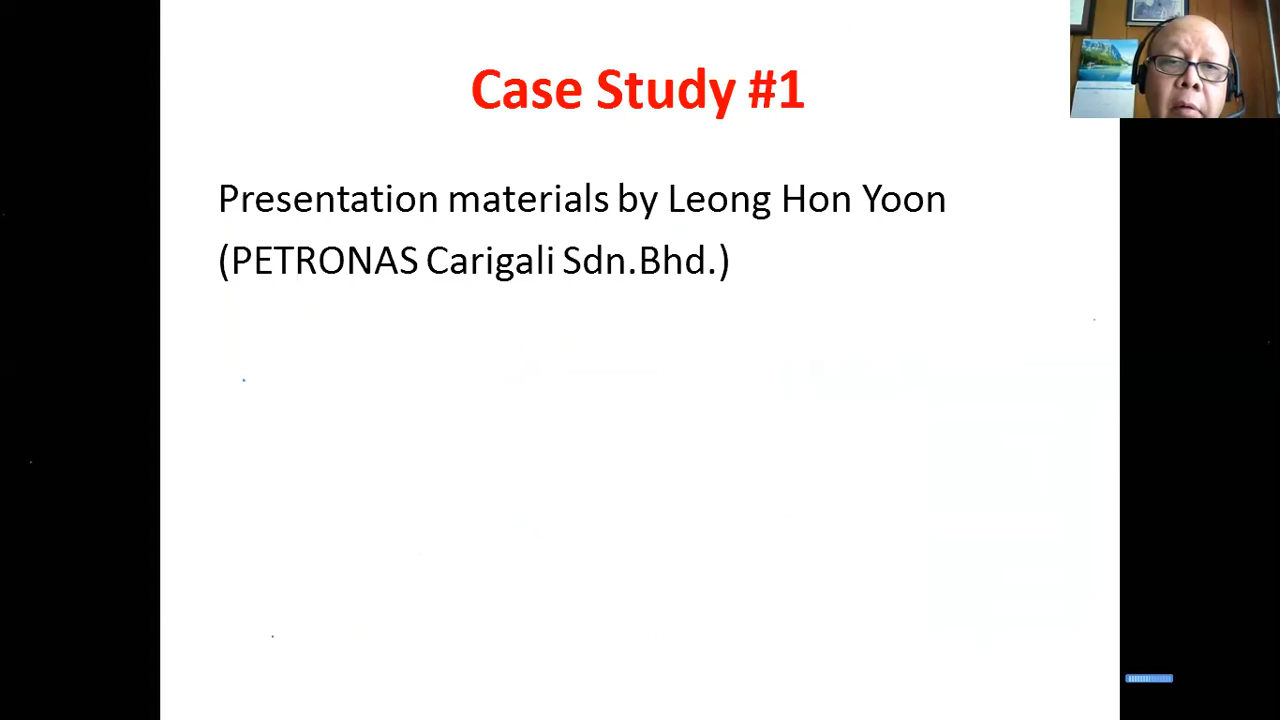 Case Study #1
Presentation materials by Leong Hon Yoon
(PETRONAS Carigali Sdn.Bhd.)